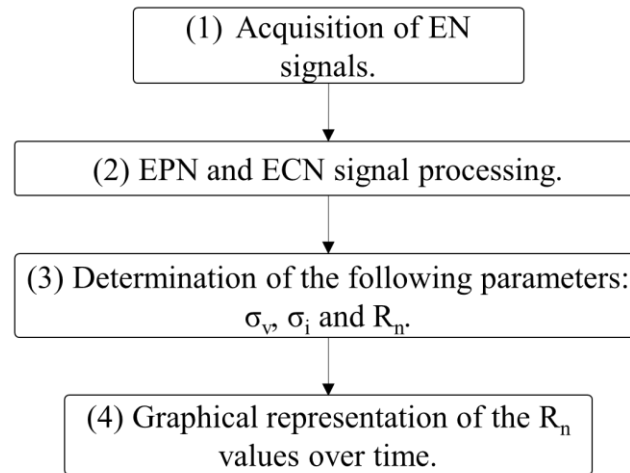 (1) Acquisition of EN
signals.
(2) EPN and ECN signal processing.
(3) Determination of the following parameters:
σᵥ, σᵢ and Rₙ.
(4) Graphical representation of the Rₙ
values over time.